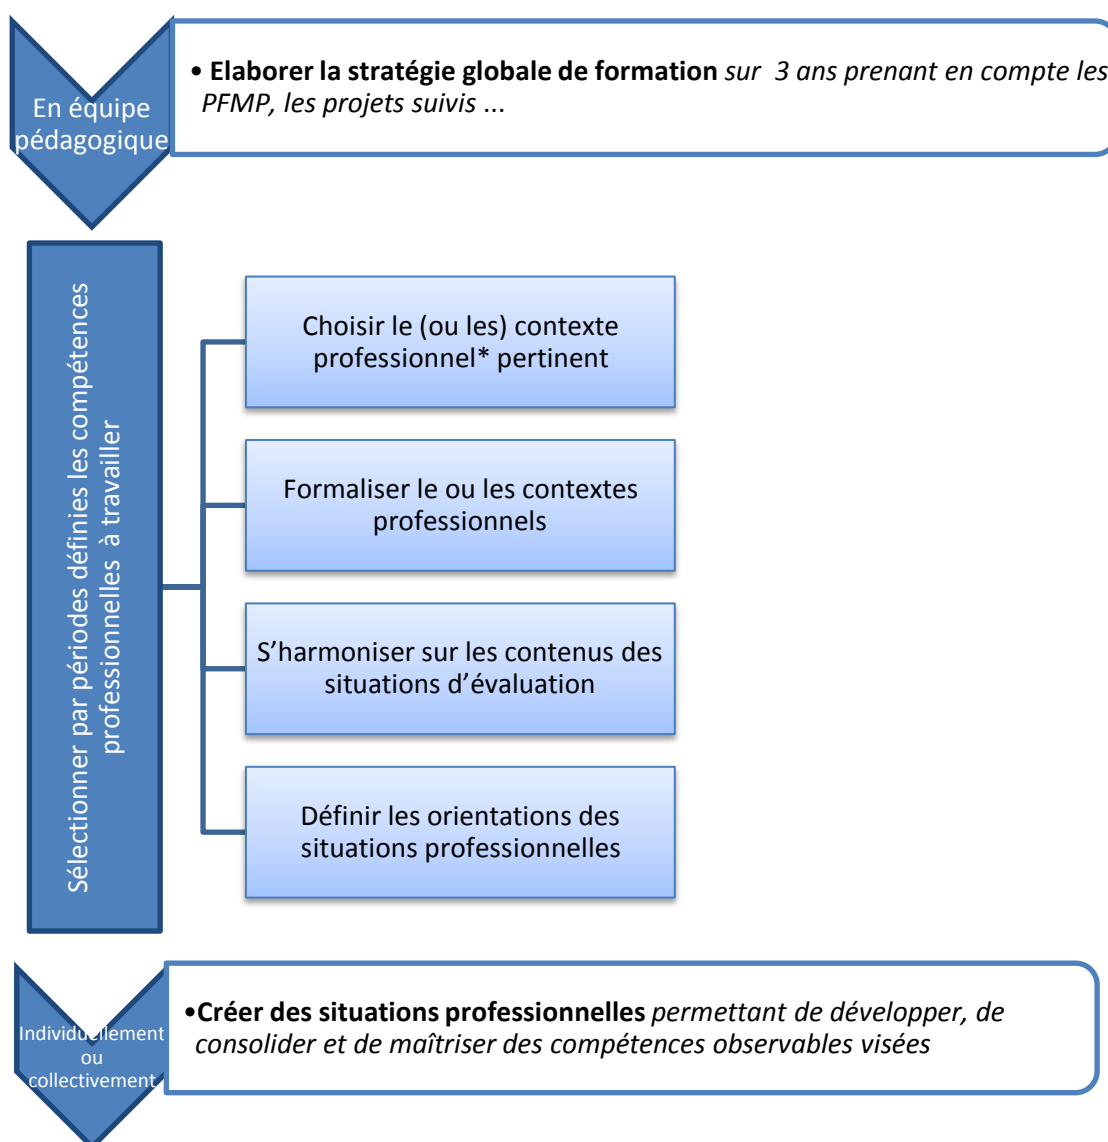 En équipe
pédagogique
• Elaborer la stratégie globale de formation sur 3 ans prenant en compte les
PFMP, les projets suivis ...
Sélectionner par périodes définies les compétences
professionnelles à travailler
Choisir le (ou les) contexte
professionnel* pertinent
Formaliser le ou les contextes
professionnels
S’harmoniser sur les contenus des
situations d’évaluation
Définir les orientations des
situations professionnelles
Individuellement
ou
collectivement
•Créer des situations professionnelles permettant de développer, de
consolider et de maîtriser des compétences observables visées